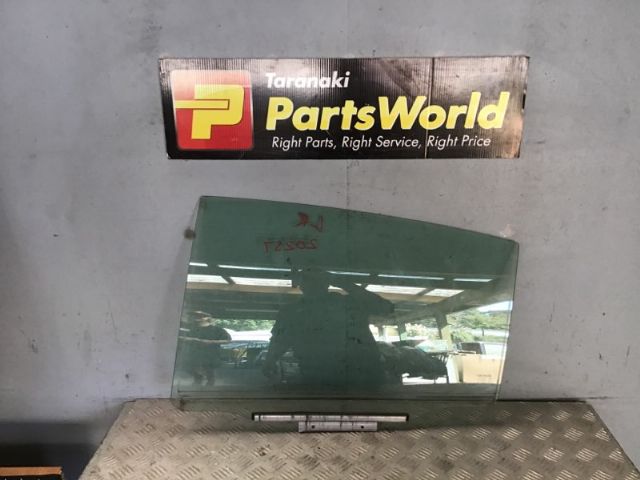 Taranaki
P PartsWorld
Right Parts, Right Service, Right Price
LR
20257